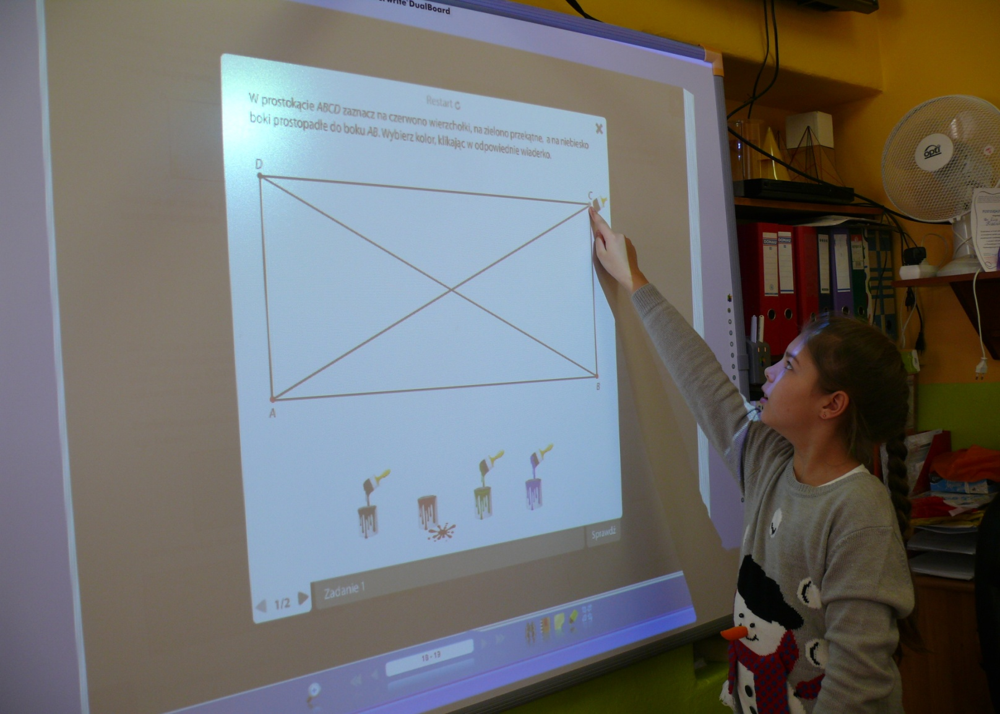 DualBoard
Restart
W prostokącie ABCD zaznacz na czerwono wierzchołki, na zielono przekątne, a na niebiesko
boki prostopadłe do boku AB. Wybierz kolor, klikając w odpowiednie wiaderko.
D
C
A
B
Sprawdź
Zadanie 1
1/2
18-19
opti
DONAU
DONAU